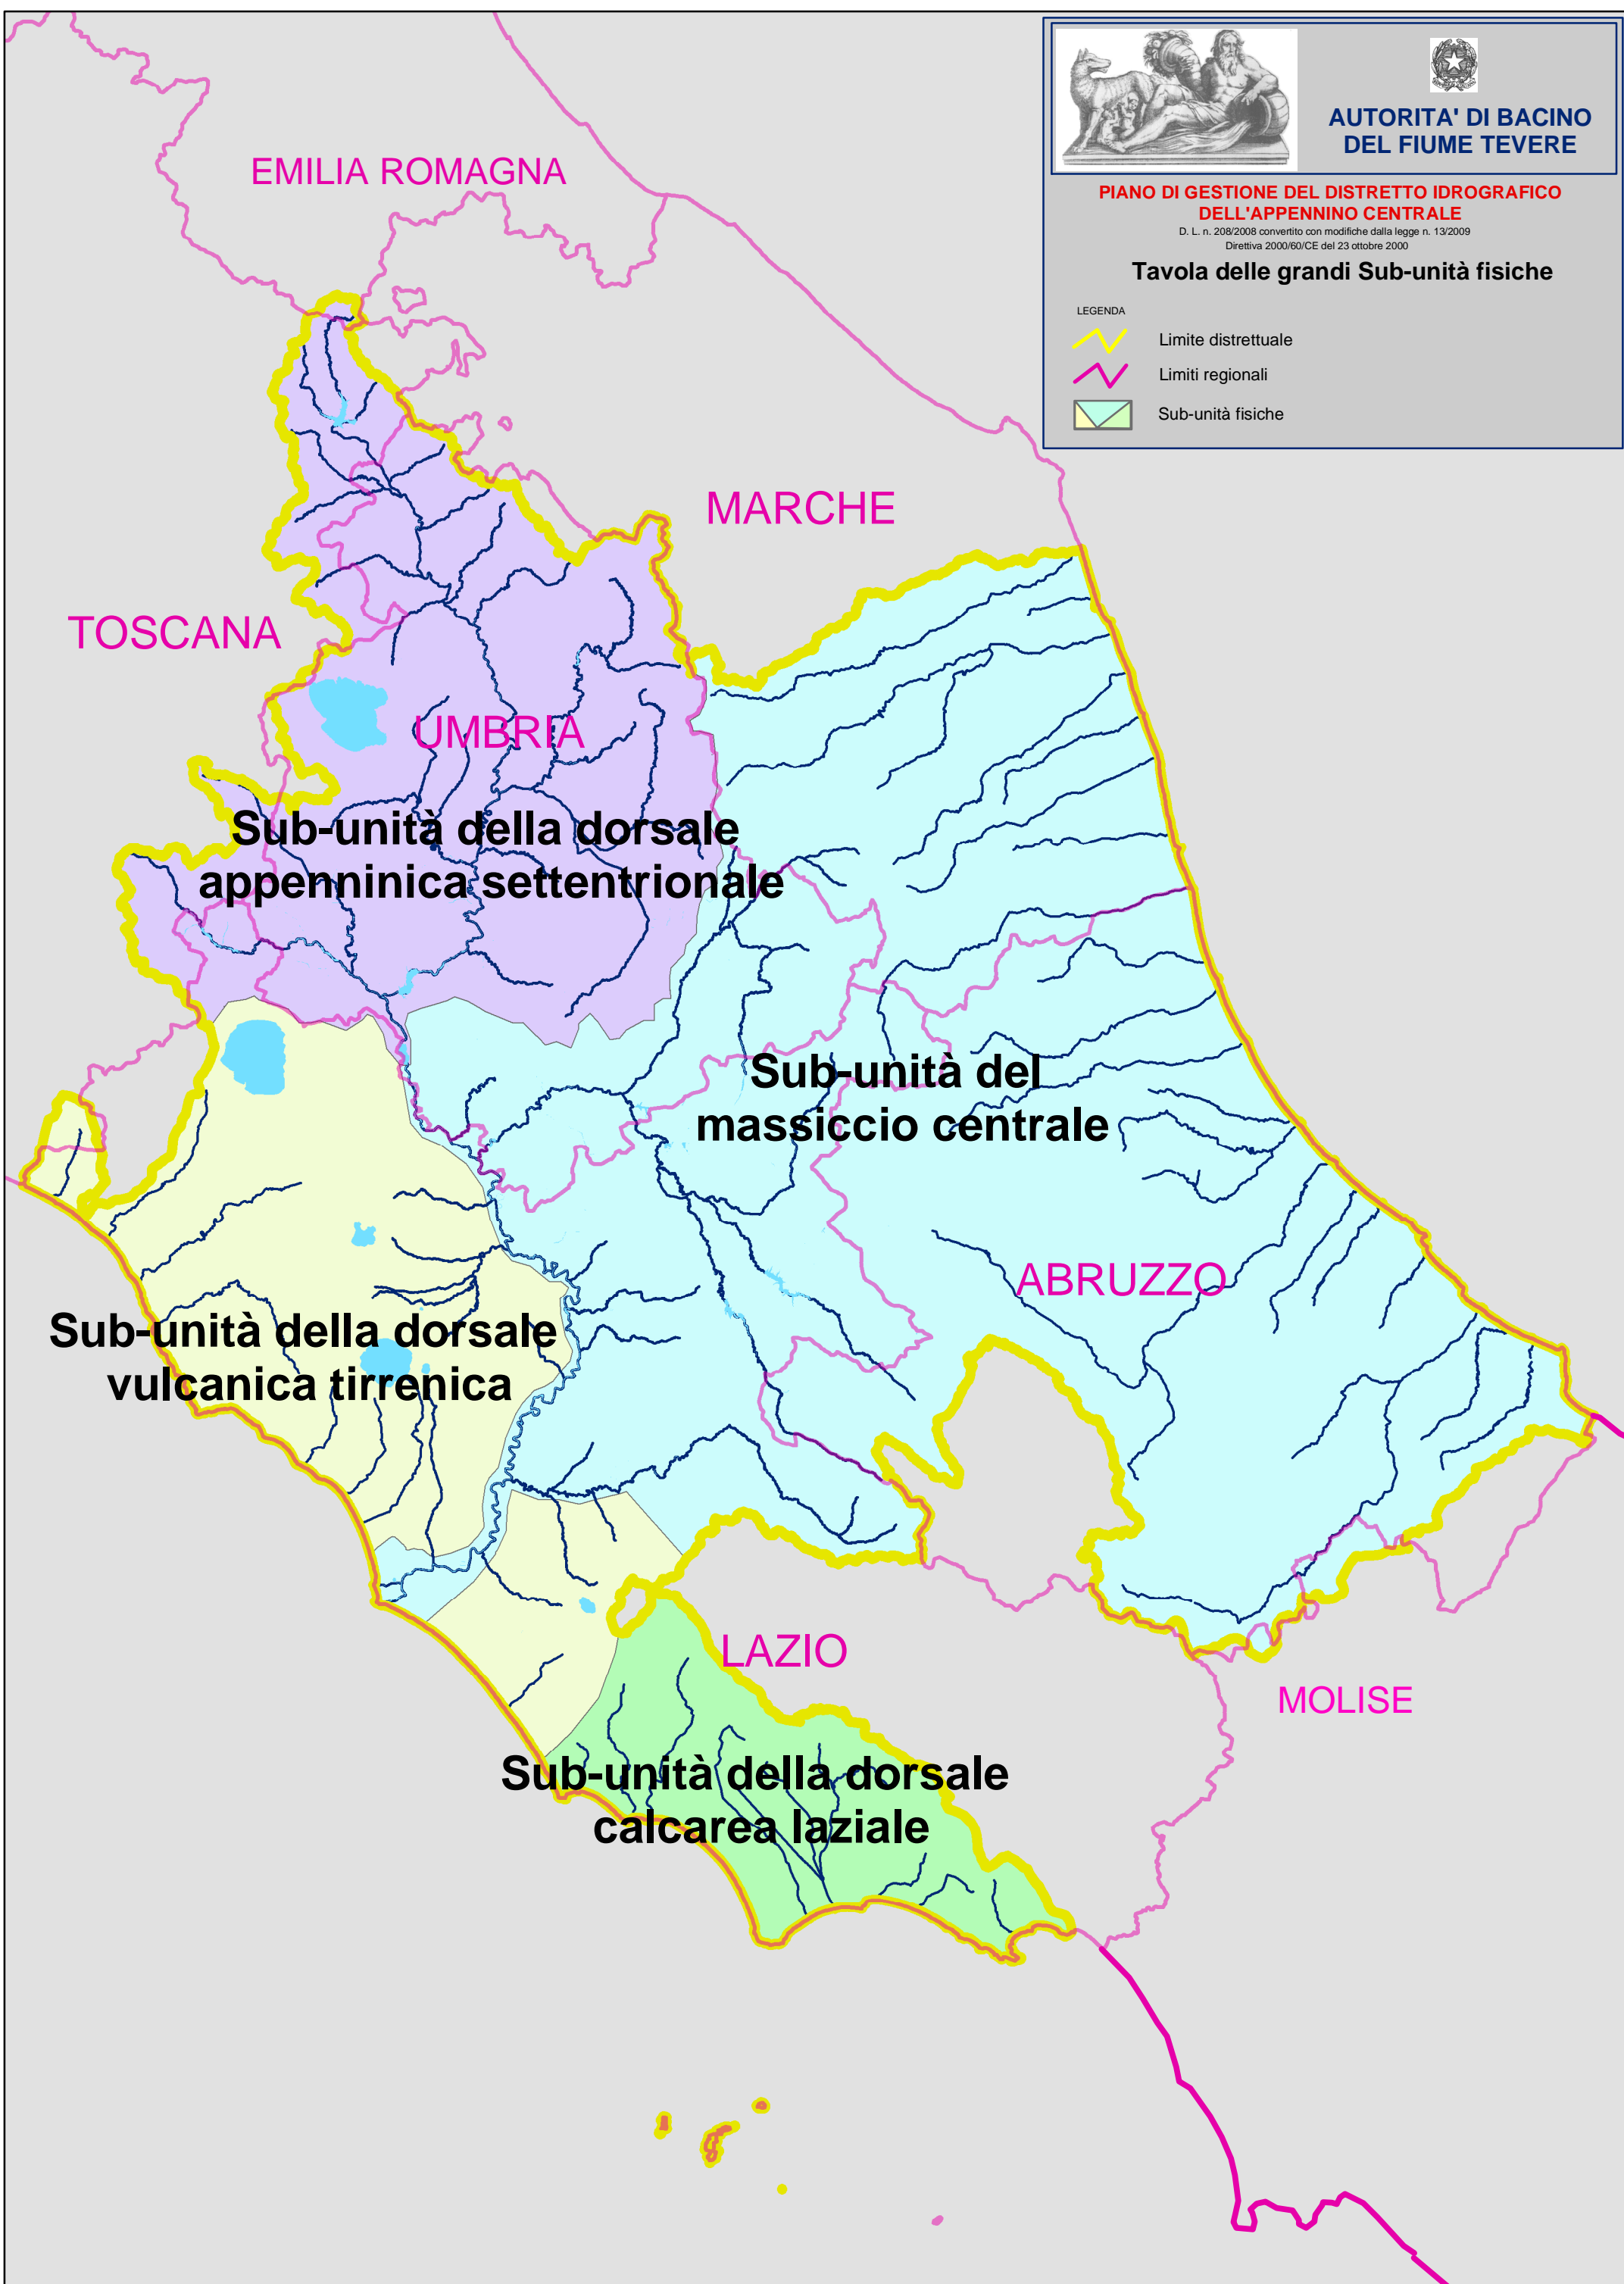 AUTORITA' DI BACINO
DEL FIUME TEVERE
PIANO DI GESTIONE DEL DISTRETTO IDROGRAFICO
DELL'APPENNINO CENTRALE
D. L. n. 208/2008 convertito con modifiche dalla legge n. 13/2009
Direttiva 2000/60/CE del 23 ottobre 2000
Tavola delle grandi Sub-unità fisiche
LEGENDA
Limite distrettuale
Limiti regionali
Sub-unità fisiche
EMILIA ROMAGNA
MARCHE
TOSCANA
UMBRIA
Sub-unità della dorsale
appenninica settentrionale
Sub-unità del
massiccio centrale
ABRUZZO
Sub-unità della dorsale
vulcanica tirrenica
LAZIO
MOLISE
Sub-unità della dorsale
calcarea laziale